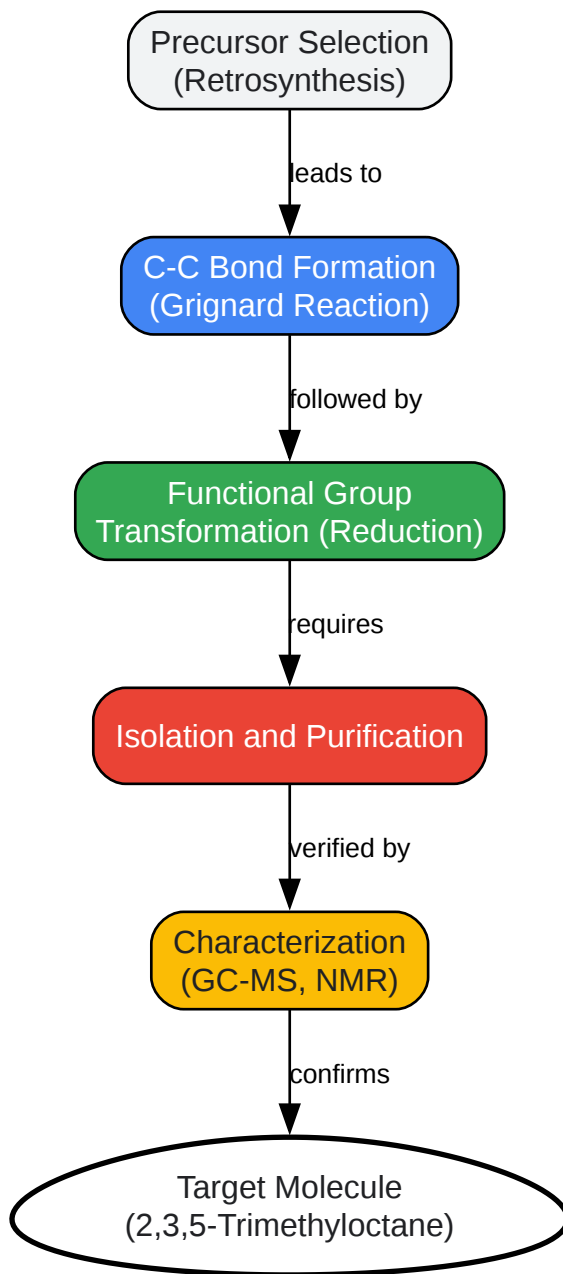 Precursor Selection
(Retrosynthesis)
leads to
C-C Bond Formation
(Grignard Reaction)
followed by
Functional Group
Transformation (Reduction)
requires
Isolation and Purification
verified by
Characterization
(GC-MS, NMR)
confirms
Target Molecule
(2,3,5-Trimethyloctane)